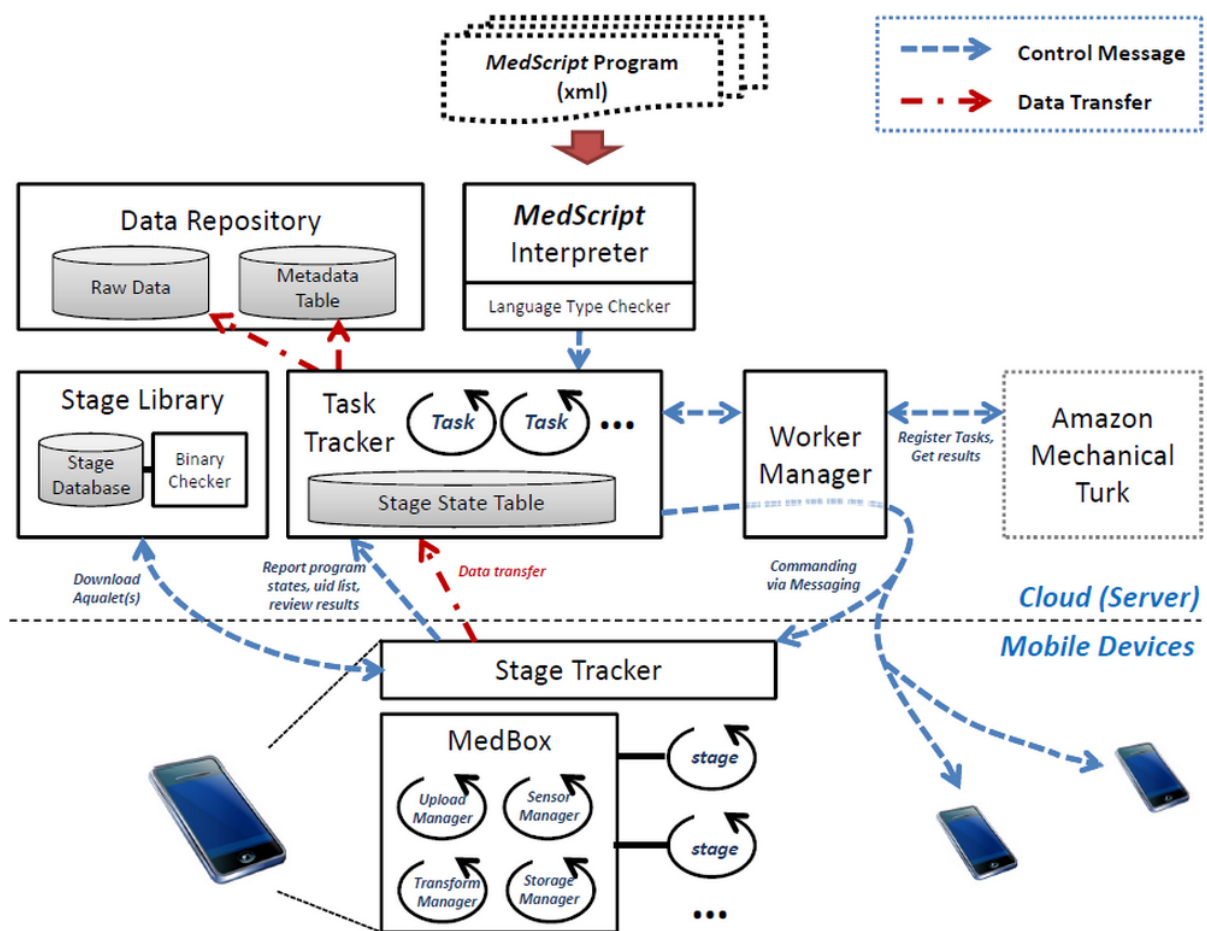 MedScript Program
(xml)
Control Message
Data Transfer
Data Repository
Raw Data
Metadata
Table
MedScript
Interpreter
Language Type Checker
Stage Library
Stage
Database
Binary
Checker
Task
Tracker
Task
Task
...
Stage State Table
Worker
Manager
Register Tasks,
Get results
Amazon
Mechanical
Turk
Download
Aqualet(s)
Report program
states, uid list,
review results
Data transfer
Commanding
via Messaging
Cloud (Server)
Mobile Devices
Stage Tracker
MedBox
Upload
Manager
Sensor
Manager
Transform
Manager
Storage
Manager
stage
stage
...